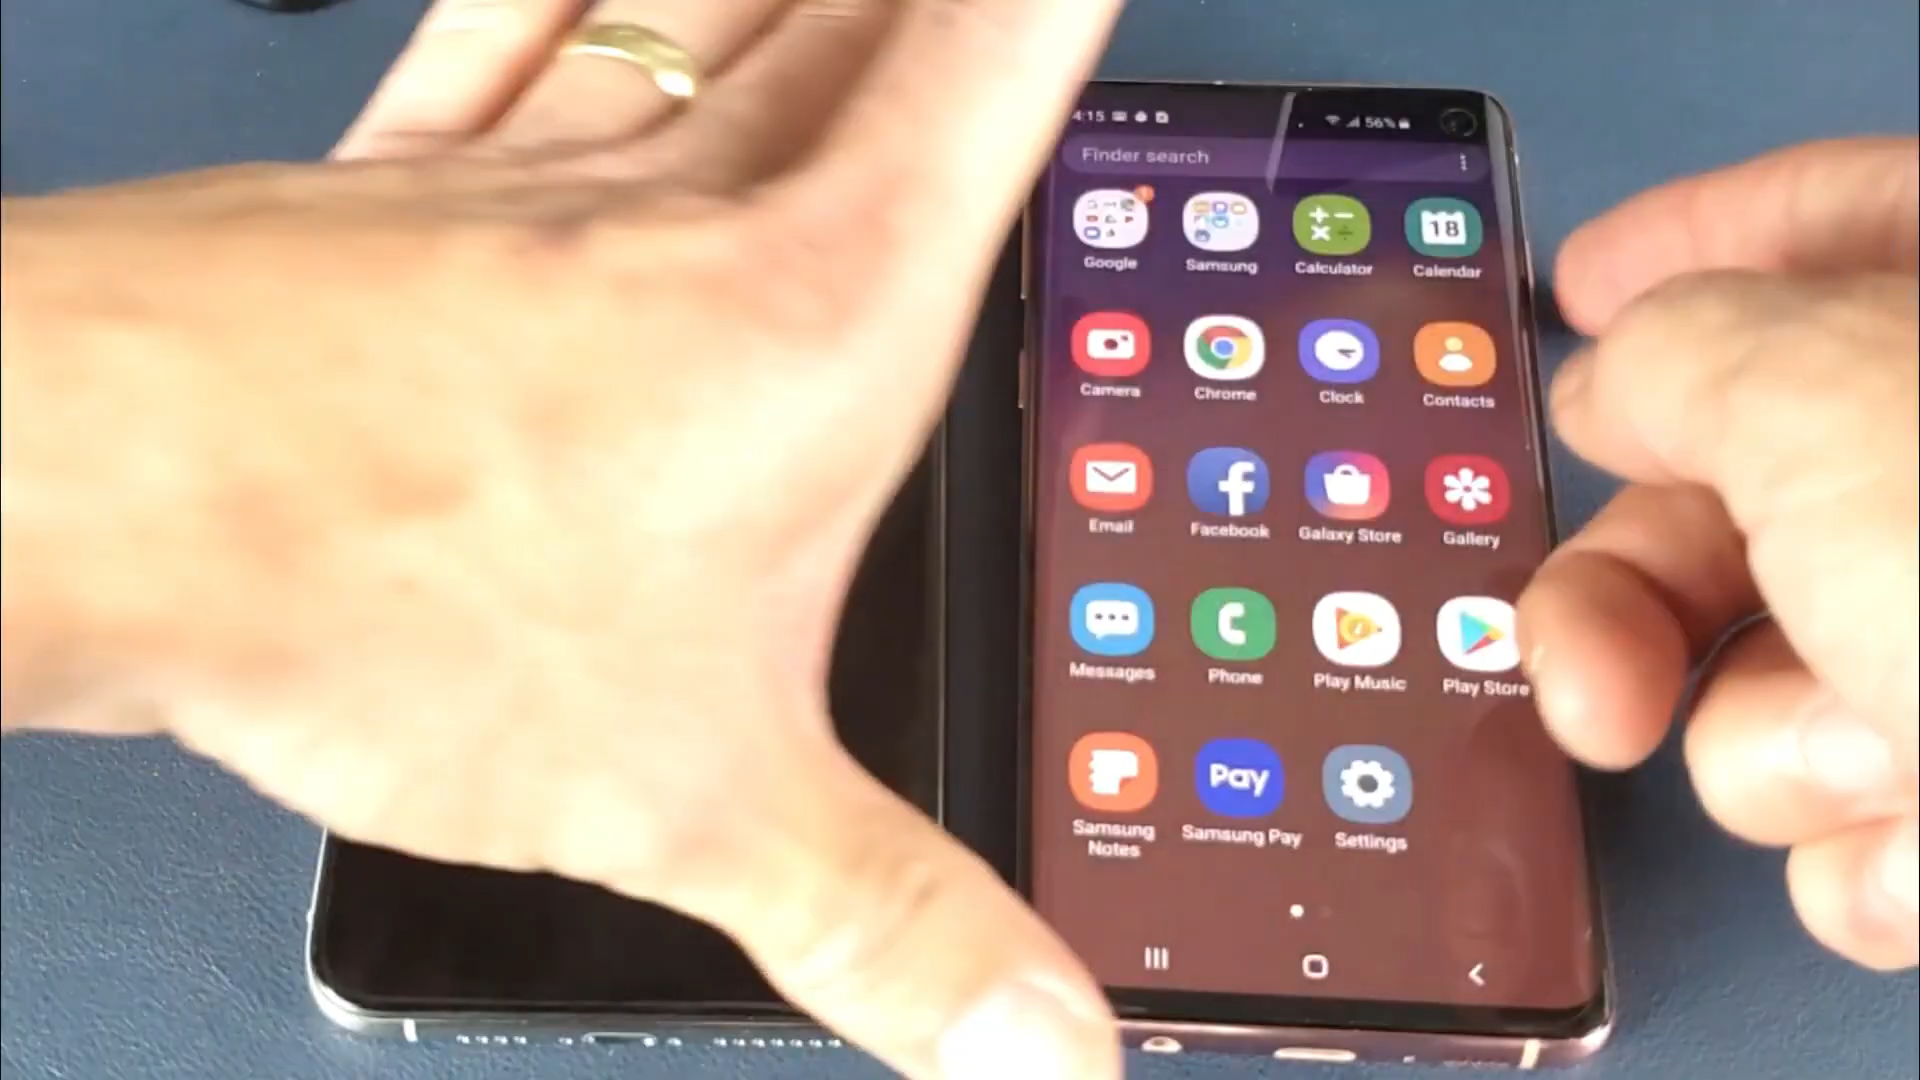 4:15 56%
Finder search
Google Samsung Calculator Calendar
18
Camera Chrome Clock Contacts
Email Facebook Galaxy Store Gallery
Messages Phone Play Music Play Store
Pay
Samsung Notes Samsung Pay Settings